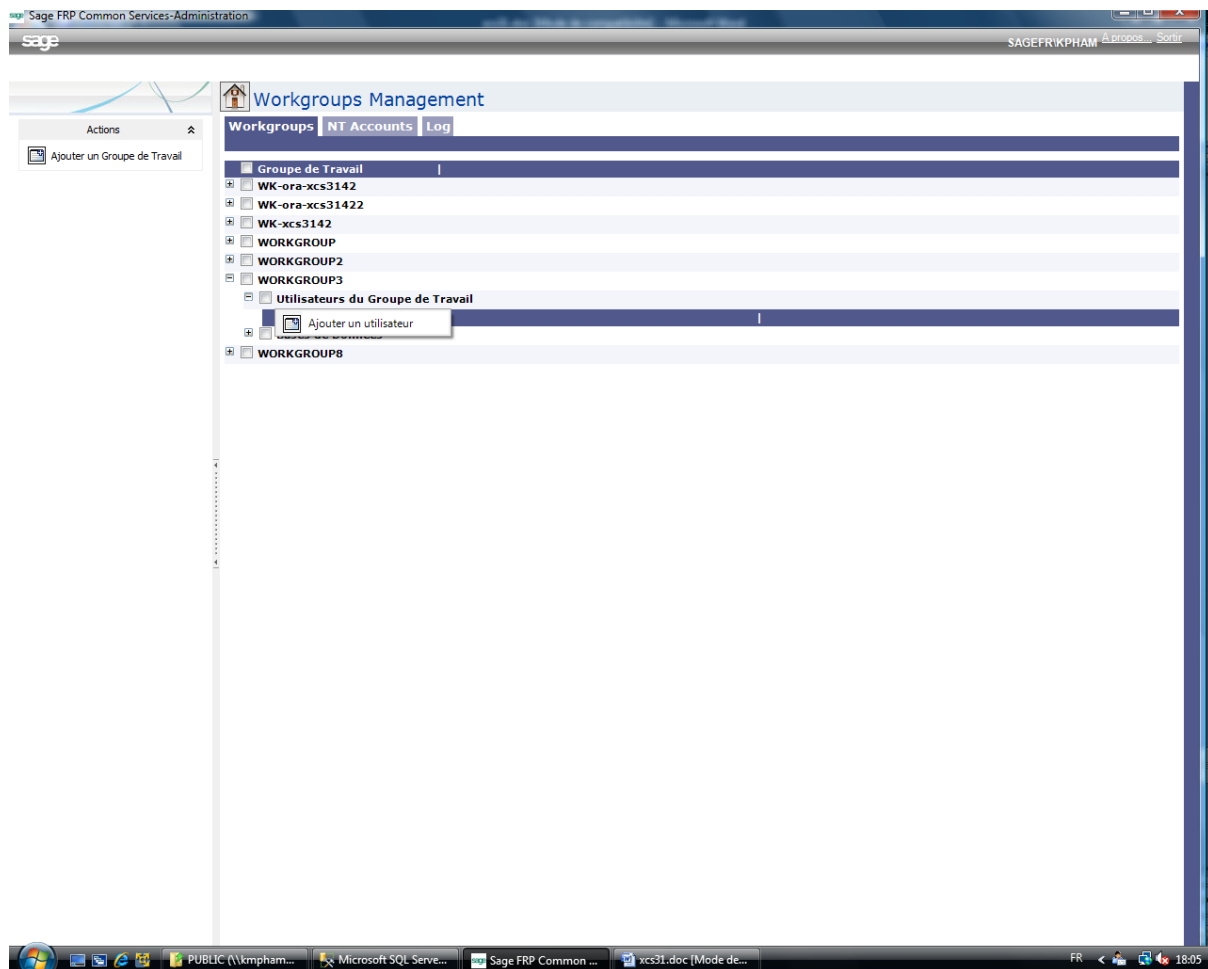 Sage FRP Common Services-Administration
sage
SAGEFR\KPHAM A propos... Sortir
Workgroups Management
Actions
Workgroups NT Accounts Log
Ajouter un Groupe de Travail
Groupe de Travail
WK-ora-xcs3142
WK-ora-xcs31422
WK-xcs3142
WORKGROUP
WORKGROUP2
WORKGROUP3
Utilisateurs du Groupe de Travail
Ajouter un utilisateur
Bases de Données
WORKGROUP8
PUBLIC (\\kmpham... Microsoft SQL Serve... Sage FRP Common ... xcs31.doc [Mode de... FR 18:05